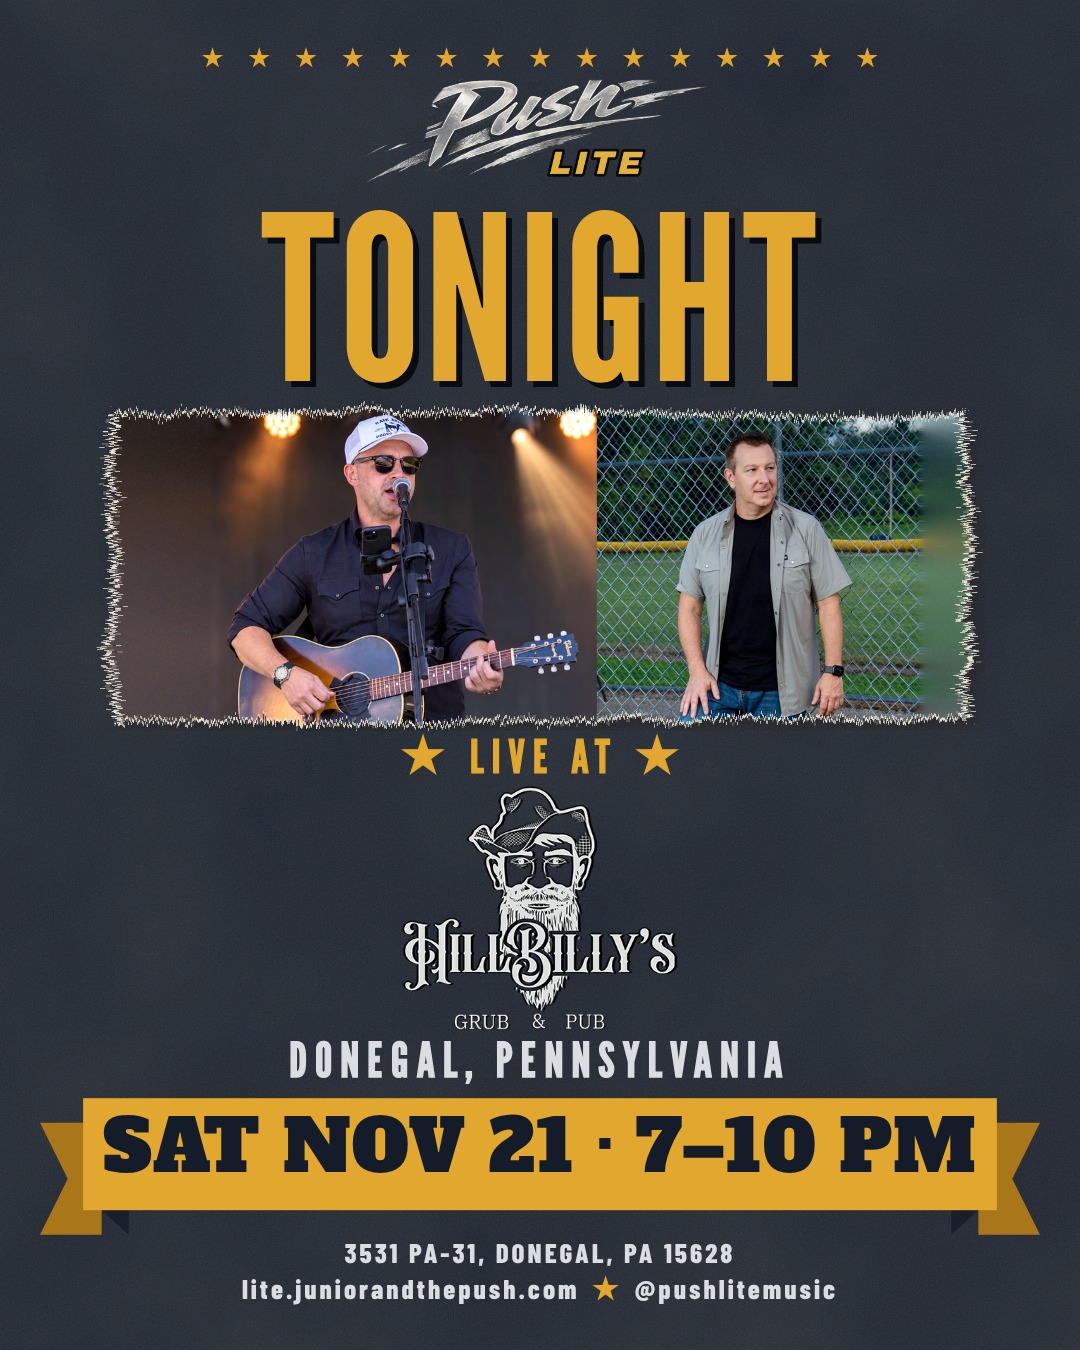 Push
LITE
TONIGHT
LIVE AT
HILLBILLY'S
GRUB & PUB
DONEGAL, PENNSYLVANIA
SAT NOV 21 · 7–10 PM
3531 PA-31, DONEGAL, PA 15628
lite.juniorandthepush.com ★ @pushlitemusic